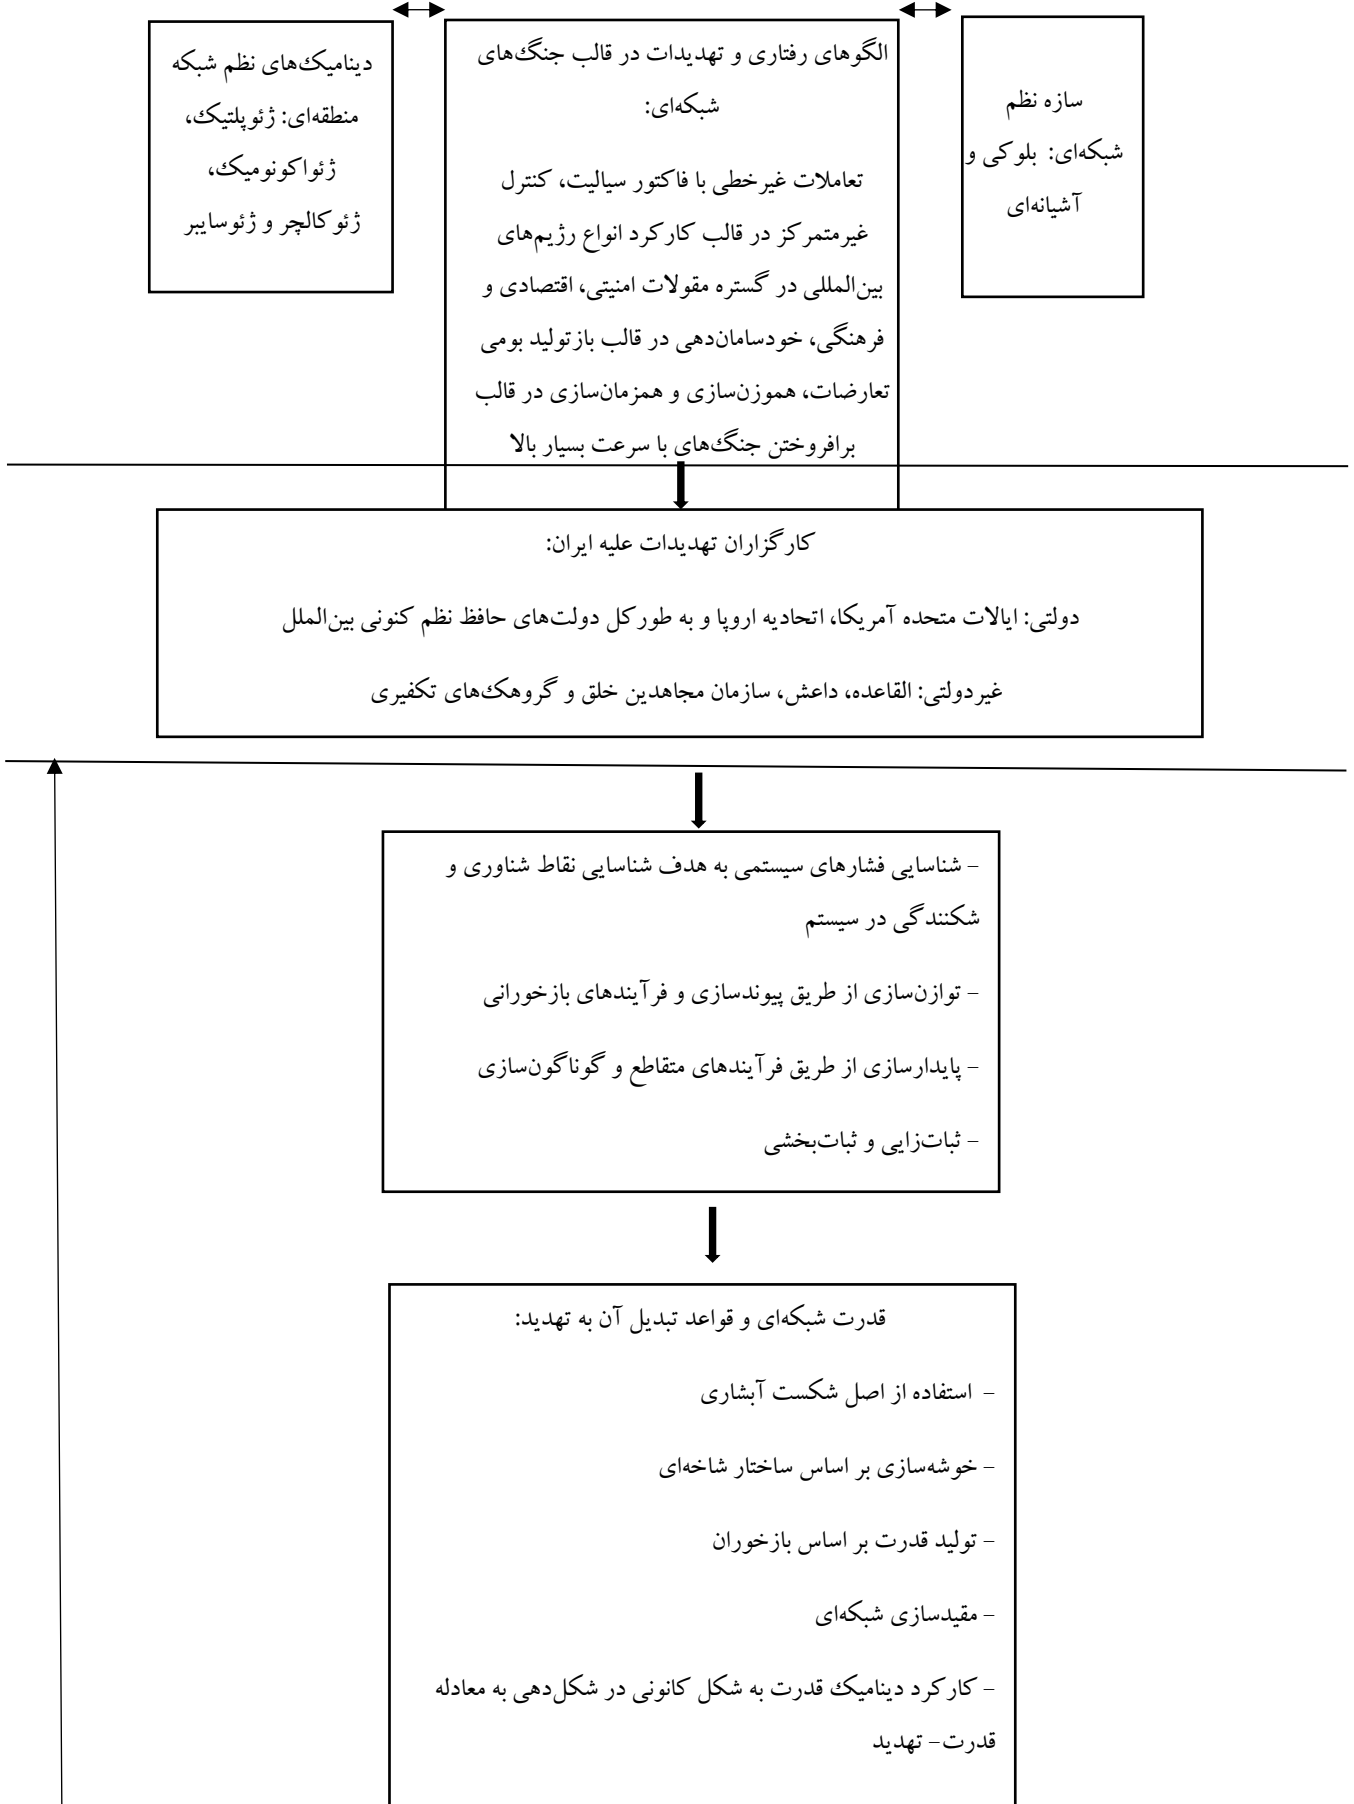 سازه نظم
شبکه‌ای: بلوکی و
آشیانه‌ای
الگوهای رفتاری و تهدیدات در قالب جنگ‌های
شبکه‌ای:
تعاملات غیرخطی با فاکتور سیالیت، کنترل
غیرمتمرکز در قالب کارکرد انواع رژیم‌های
بین‌المللی در گستره مقولات امنیتی، اقتصادی و
فرهنگی، خودسامان‌دهی در قالب بازتولید بومی
تعارضات، هموزن‌سازی و همزمان‌سازی در قالب
برافروختن جنگ‌های با سرعت بسیار بالا
دینامیک‌های نظم شبکه
منطقه‌ای: ژئوپلتیک،
ژئواکونومیک،
ژئوکالچر و ژئوسایبر
کارگزاران تهدیدات علیه ایران:
دولتی: ایالات متحده آمریکا، اتحادیه اروپا و به طورکل دولت‌های حافظ نظم کنونی بین‌الملل
غیردولتی: القاعده، داعش، سازمان مجاهدین خلق و گروهک‌های تکفیری
- شناسایی فشارهای سیستمی به هدف شناسایی نقاط شناوری و
شکنندگی در سیستم
- توازن‌سازی از طریق پیوندسازی و فرآیندهای بازخورانی
- پایدارسازی از طریق فرآیندهای متقاطع و گوناگون‌سازی
- ثبات‌زایی و ثبات‌بخشی
قدرت شبکه‌ای و قواعد تبدیل آن به تهدید:
- استفاده از اصل شکست آبشاری
- خوشه‌سازی بر اساس ساختار شاخه‌ای
- تولید قدرت بر اساس بازخوران
- مقیدسازی شبکه‌ای
- کارکرد دینامیک قدرت به شکل کانونی در شکل‌دهی به معادله
قدرت- تهدید